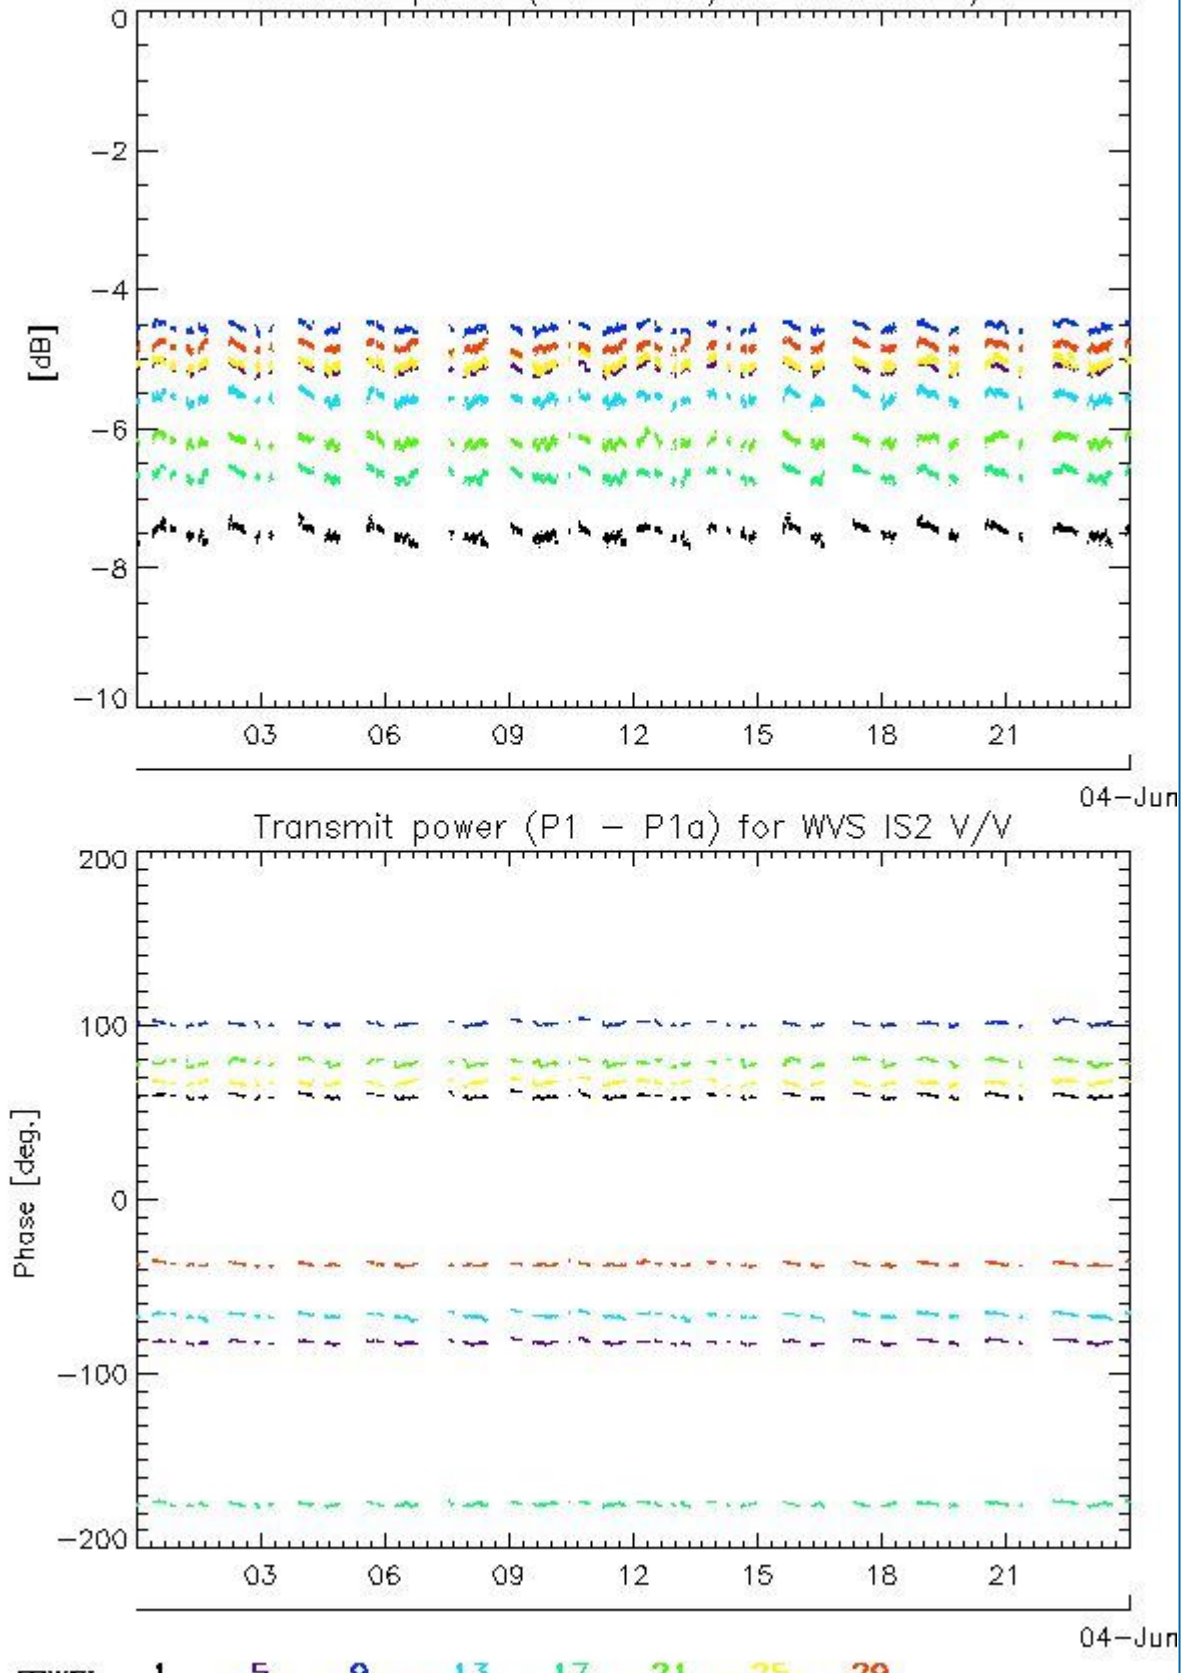 0
−2
−4
−6
−8
−10
[dB]
03 06 09 12 15 18 21
04-Jun
Transmit power (P1 − P1a) for WVS IS2 V/V
200
100
0
−100
−200
Phase [deg.]
03 06 09 12 15 18 21
04-Jun
1 5 9 13 17 21 25 29